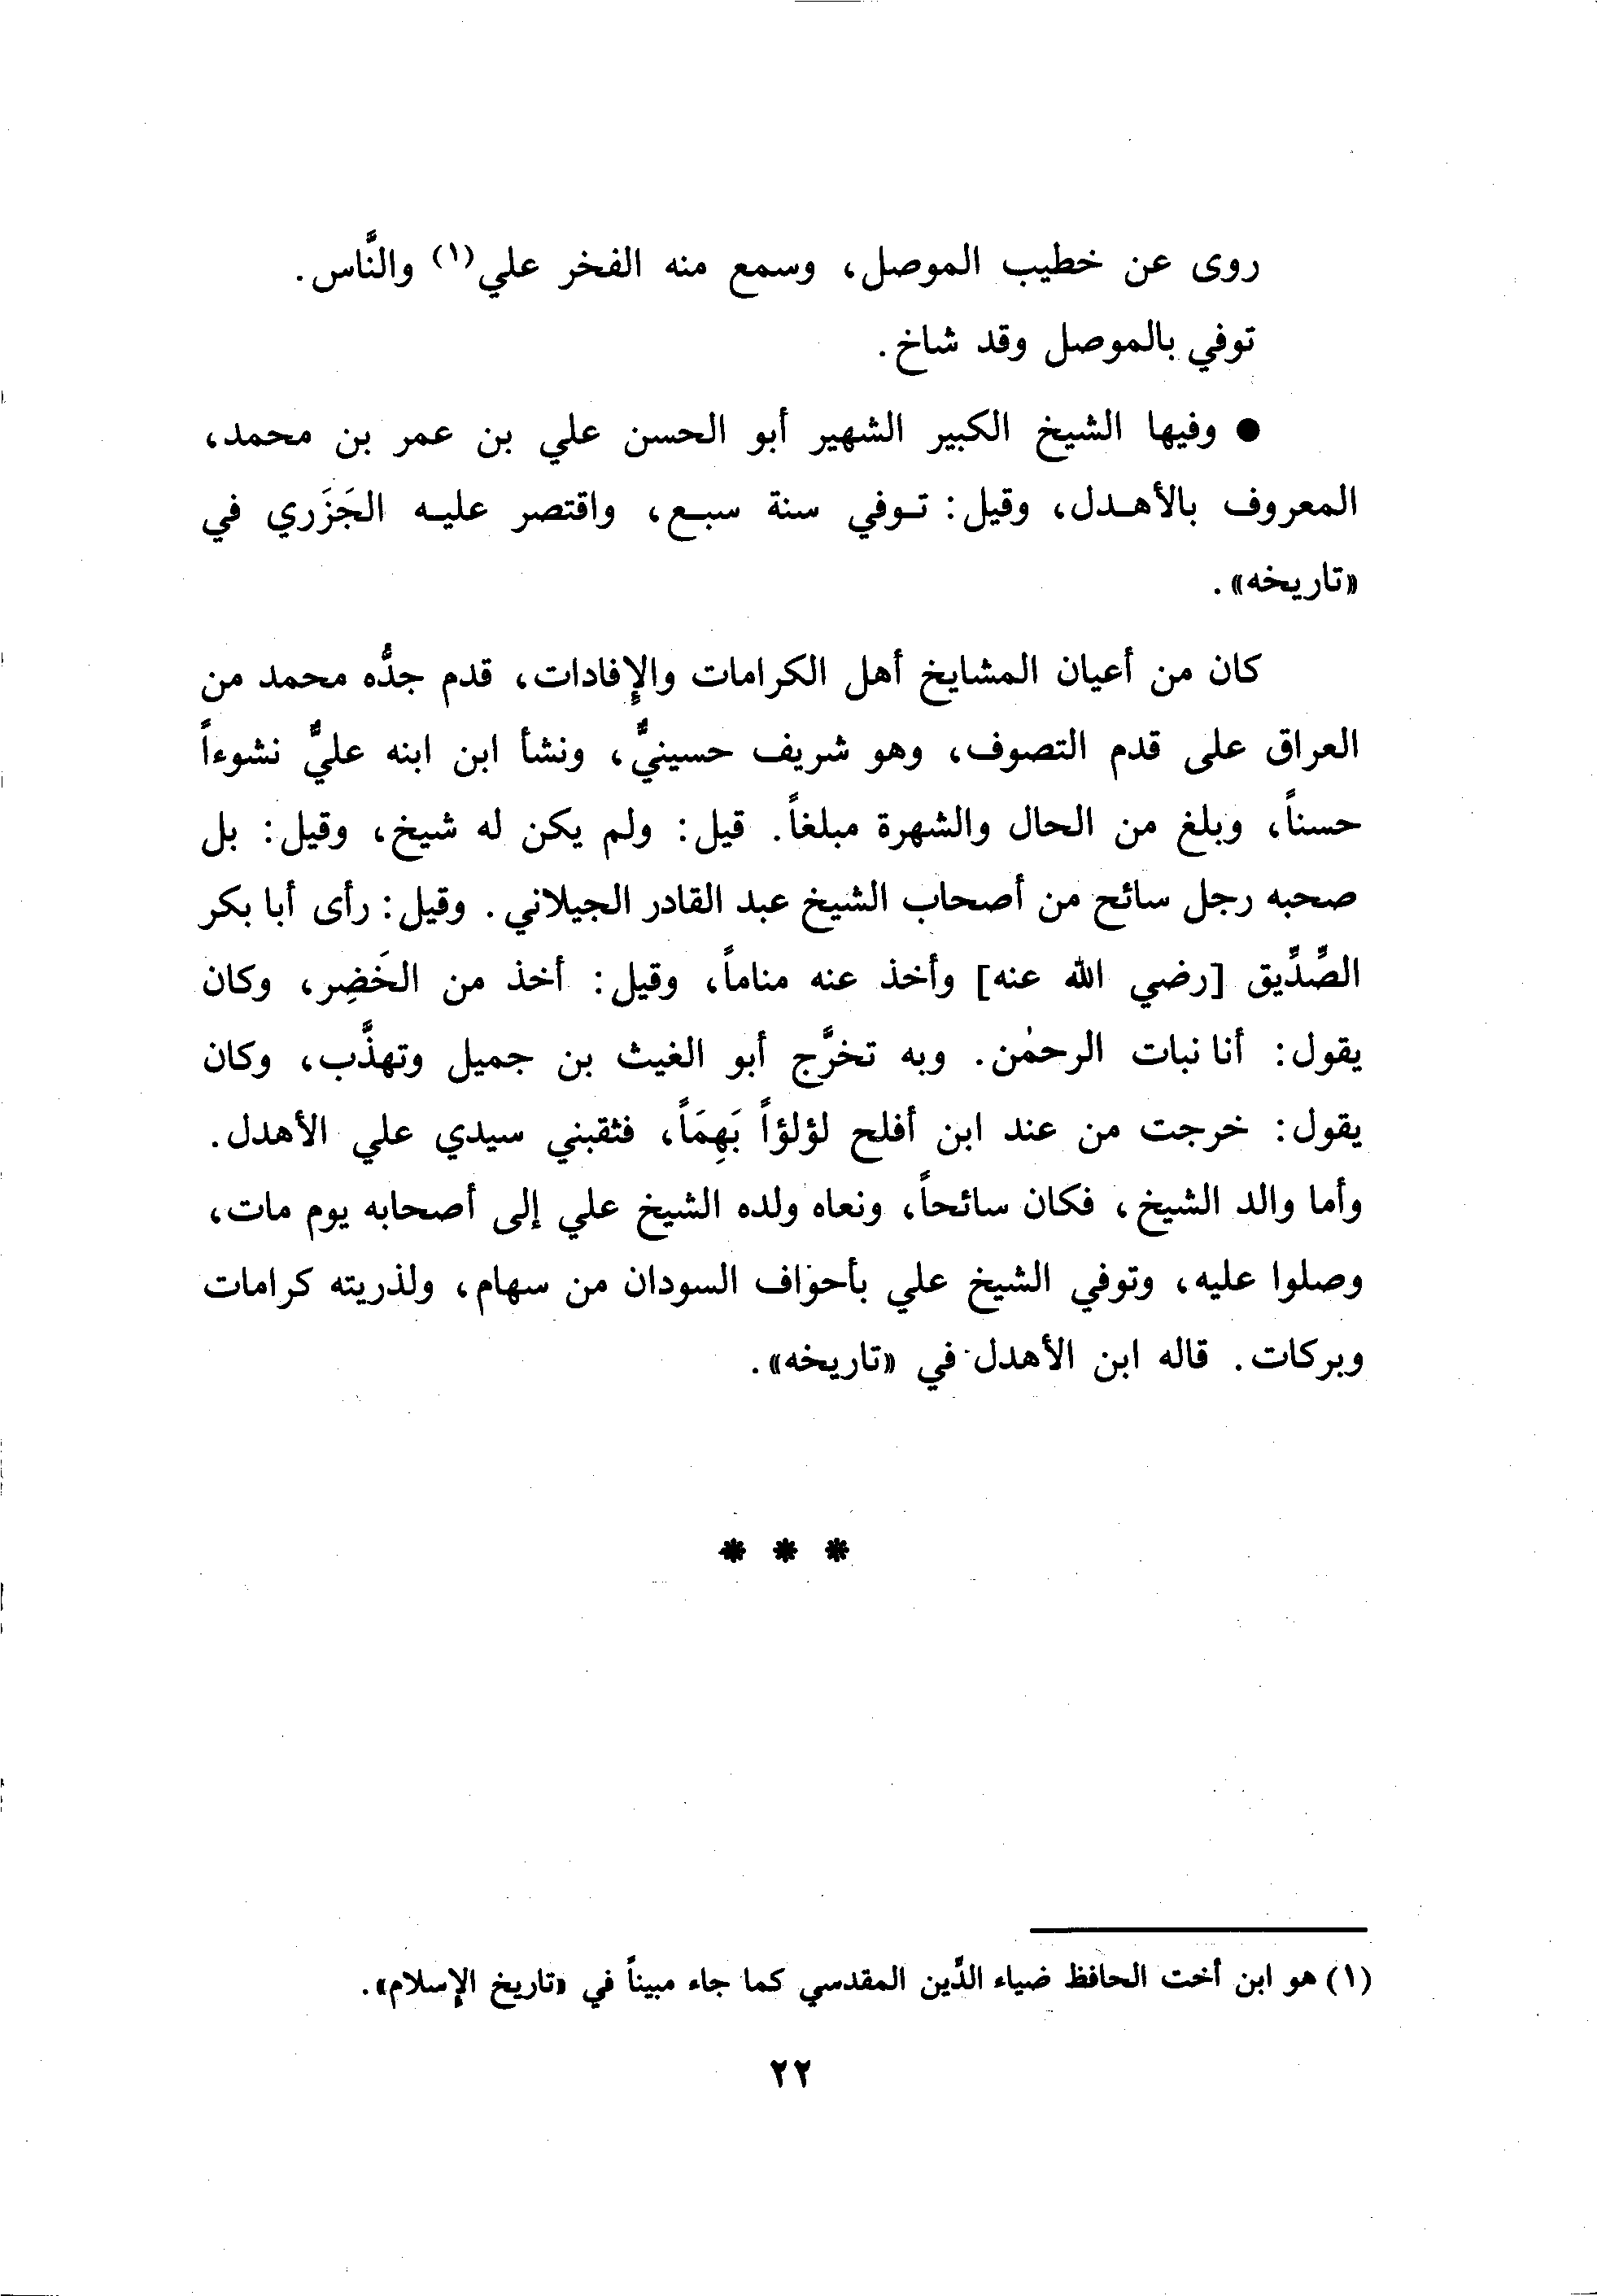 روى عن خطيب الموصل، وسمع منه الفخر علي(١) والنَّاس.
توفي بالموصل وقد شاخ.
● وفيها الشيخ الكبير الشهير أبو الحسن علي بن عمر بن محمد،
المعروف بالأهدل، وقيل: توفي سنة سبع، واقتصر عليه الجَزَري في
«تاريخه».
كان من أعيان المشايخ أهل الكرامات والإفادات، قدم جدُّه محمد من
العراق على قدم التصوف، وهو شريف حسينيٌّ، ونشأ ابن ابنه عليٌّ نشوءاً
حسناً، وبلغ من الحال والشهرة مبلغاً. قيل: ولم يكن له شيخ، وقيل: بل
صحبه رجل سائح من أصحاب الشيخ عبد القادر الجيلاني. وقيل: رأى أبا بكر
الصِّدِّيق [رضي الله عنه] وأخذ عنه مناماً، وقيل: أخذ من الخَضِر، وكان
يقول: أنا نبات الرحمٰن. وبه تخرَّج أبو الغيث بن جميل وتهذَّب، وكان
يقول: خرجت من عند ابن أفلح لؤلؤاً بَهِمَاً، فثقبني سيدي علي الأهدل.
وأما والد الشيخ، فكان سائحاً، ونعاه ولده الشيخ علي إلى أصحابه يوم مات،
وصلوا عليه، وتوفي الشيخ علي بأحواف السودان من سهام، ولذريته كرامات
وبركات. قاله ابن الأهدل في «تاريخه».
* * *
(١) هو ابن أخت الحافظ ضياء الدِّين المقدسي كما جاء مبيناً في «تاريخ الإسلام».
٢٢